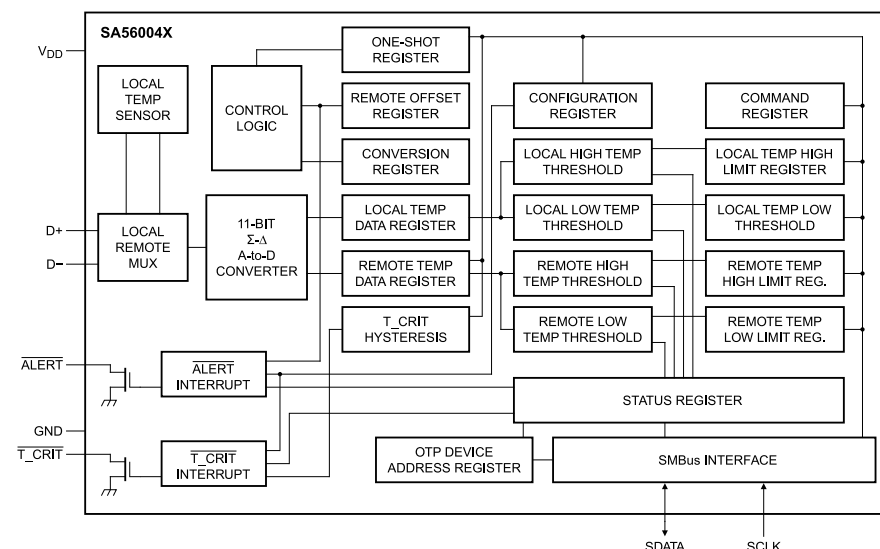 SA56004X
VDD
LOCAL
TEMP
SENSOR
CONTROL
LOGIC
ONE-SHOT
REGISTER
REMOTE OFFSET
REGISTER
CONVERSION
REGISTER
CONFIGURATION
REGISTER
COMMAND
REGISTER
LOCAL HIGH TEMP
THRESHOLD
LOCAL TEMP HIGH
LIMIT REGISTER
D+
D−
LOCAL
REMOTE
MUX
11-BIT
Σ-Δ
A-to-D
CONVERTER
LOCAL TEMP
DATA REGISTER
LOCAL LOW TEMP
THRESHOLD
LOCAL TEMP LOW
THRESHOLD
REMOTE TEMP
DATA REGISTER
REMOTE HIGH
TEMP THRESHOLD
REMOTE TEMP
HIGH LIMIT REG.
T_CRIT
HYSTERESIS
REMOTE LOW
TEMP THRESHOLD
REMOTE TEMP
LOW LIMIT REG.
ALERT
ALERT
INTERRUPT
STATUS REGISTER
GND
T_CRIT
T_CRIT
INTERRUPT
OTP DEVICE
ADDRESS REGISTER
SMBus INTERFACE
SDATA
SCLK